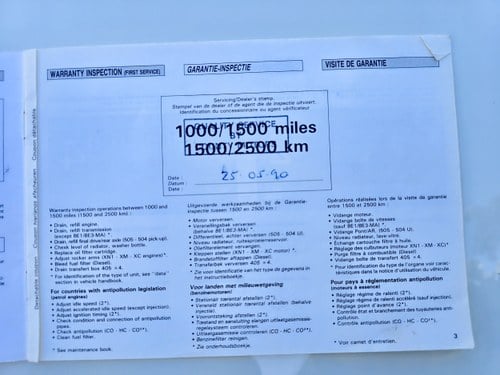 WARRANTY INSPECTION (FIRST SERVICE)
GARANTIE-INSPECTIE
VISITE DE GARANTIE
Servicing/Dealer's stamp.
Stempel van de dealer of de agent die de inspectie uitvoert.
Identification du concessionnaire ou agent vérificateur
1000/1500 miles
1500/2500 km
Date :
Datum :
Date :
25.05.90
Warranty inspection operations between 1000 and
1500 miles (1500 and 2500 km) :
• Drain, refill engine.
• Drain, refill transmission
(except BE1/BE3/MA) *.
• Drain, refill final drive/rear axle (505 - 504 pick-up).
• Check level of radiator, washer bottle.
• Replace oil filter cartridge.
• Adjust rocker arms (XN1 - XM - XC engines)*.
• Drain fuel filter (Diesel).
• Drain transfer box 405 ×4.
* For identification of the type of unit, see "data"
section in vehicle handbook.
For countries with antipollution legislation
(petrol engines)
• Adjust idle speed (2*).
• Adjust accelerated idle speed (except injection).
• Adjust ignition timing (2*).
• Check condition and connection of antipollution
pipes.
• Check antipollution (CO - HC - CO²*).
• Clean fuel filter.
* See maintenance book.
Uitgevoerde werkzaamheden bij de Garantie-
inspectie tussen 1500 en 2500 km :
• Motor verversen.
• Versnellingsbak verversen
(behalve BE1/BE3/MA) *.
• Differentieel, achter verversen (505 - 504 U).
• Niveau radiateur, ruitesproeierreservoir.
• Oliefilterelement vervangen.
• Kleppen stellen (XN1 - XM - XC motor)*.
• Brandstoffilter aftappen (Diesel).
• Transferbak verversen 405 ×4.
* Zie voor identificatie van het type de gegevens in
het instructieboekje.
Voor landen met milieuwetgeving
(benzinemotoren)
• Stationair toerental afstellen (2*).
• Versneld stationair toerental afstellen (behalve
injectie).
• Voorontsteking afstellen (2*).
• Toestand en aansluiting slangen uitlaatgasemissie-
regelsysteem controleren.
• Uitlaatgasemissie controleren (CO - HC - CO²*).
• Benzinefilter reinigen.
* Zie onderhoudsboekje.
Opérations réalisées lors de la visite de garantie
entre 1500 et 2500 km :
• Vidange moteur.
• Vidange boîte de vitesses
(sauf BE1/BE3/MA) *.
• Vidange Pont/AR. (505 - 504 U).
• Niveau radiateur, lave-vitre.
• Échange cartouche filtre à huile.
• Réglage des culbuteurs (moteur XN1 - XM - XC)*.
• Purge filtre à combustible (Diesel).
• Vidange boîte de transfert 405 ×4.
* Pour identification du type de l'organe voir carac-
téristiques dans la notice d'utilisation du véhicule.
Pour pays à réglementation antipollution
(moteurs à essence)
• Réglage régime de ralenti (2*).
• Réglage régime de ralenti accéléré (sauf injection).
• Réglage point d'avance (2*).
• Contrôle état et branchement des tuyauteries anti-
pollution.
• Contrôle antipollution (CO - HC - CO²*).
* Voir carnet d'entretien.
3